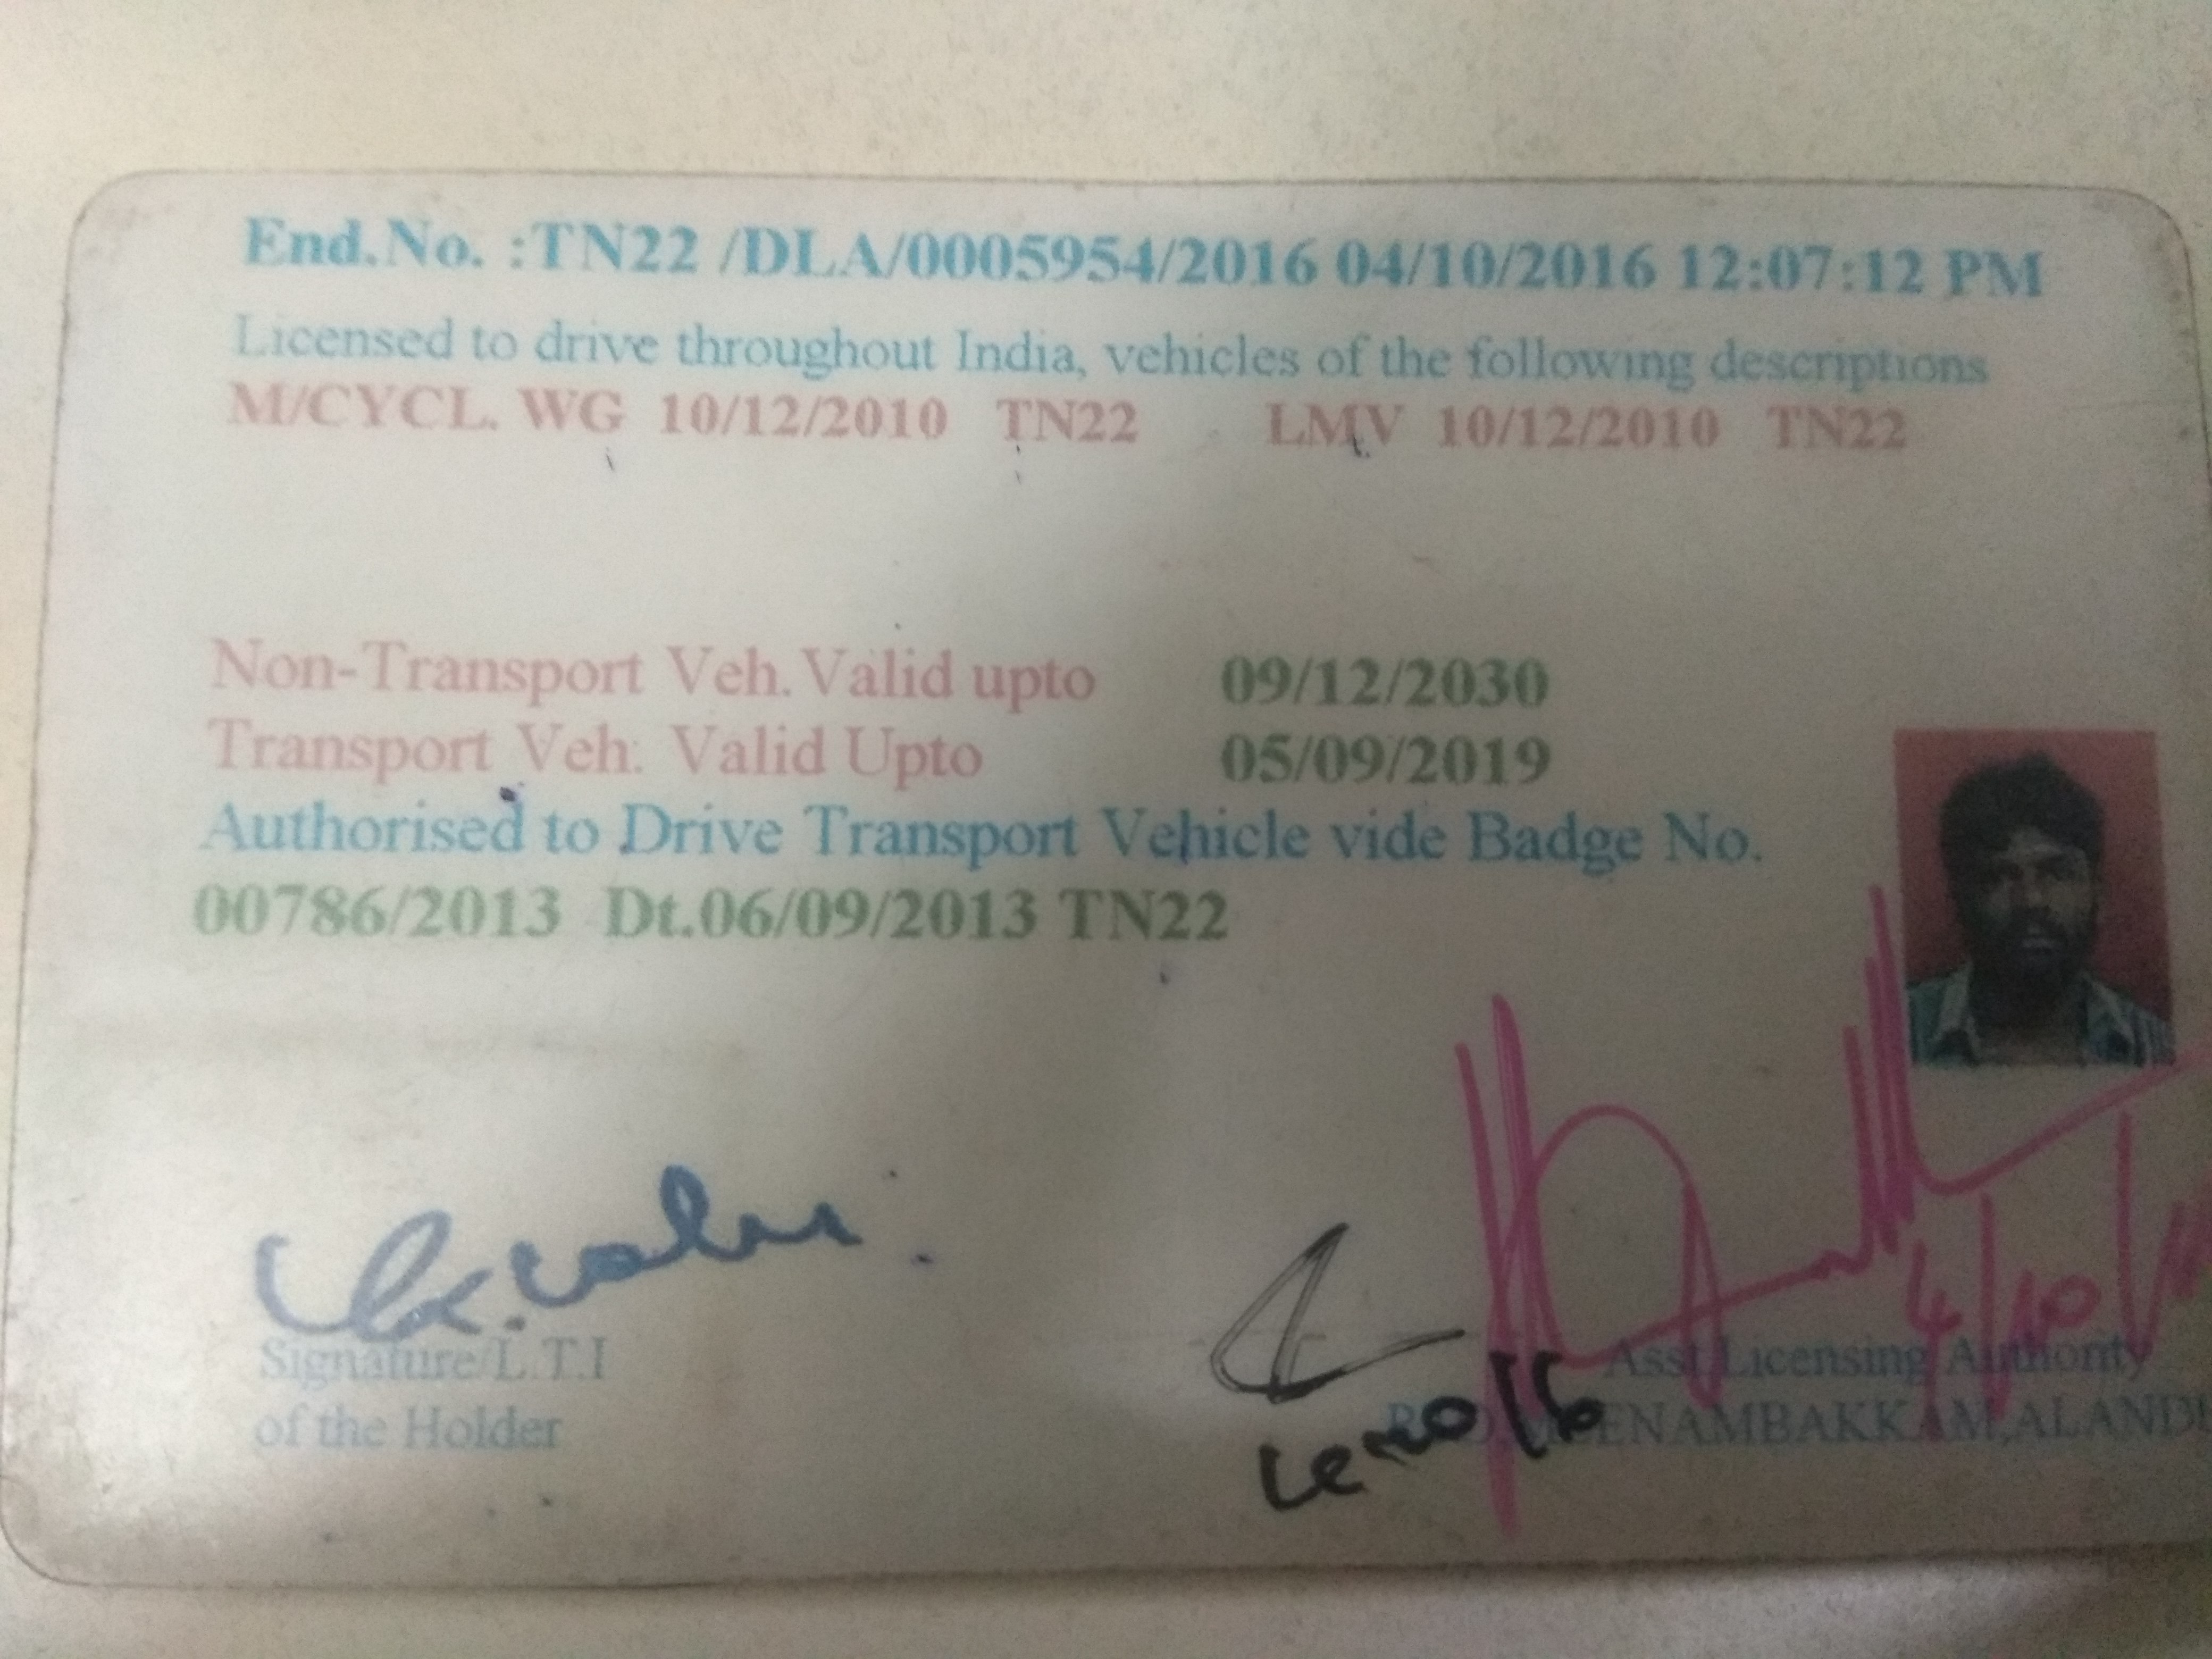 End.No. :TN22 /DLA/0005954/2016 04/10/2016 12:07:12 PM
Licensed to drive throughout India, vehicles of the following descriptions
M/CYCL. WG 10/12/2010 TN22 LMV 10/12/2010 TN22
Non-Transport Veh.Valid upto 09/12/2030
Transport Veh. Valid Upto 05/09/2019
Authorised to Drive Transport Vehicle vide Badge No.
00786/2013 Dt.06/09/2013 TN22
4/10/
Signature/L.T.I
of the Holder
Asst Licensing Authority